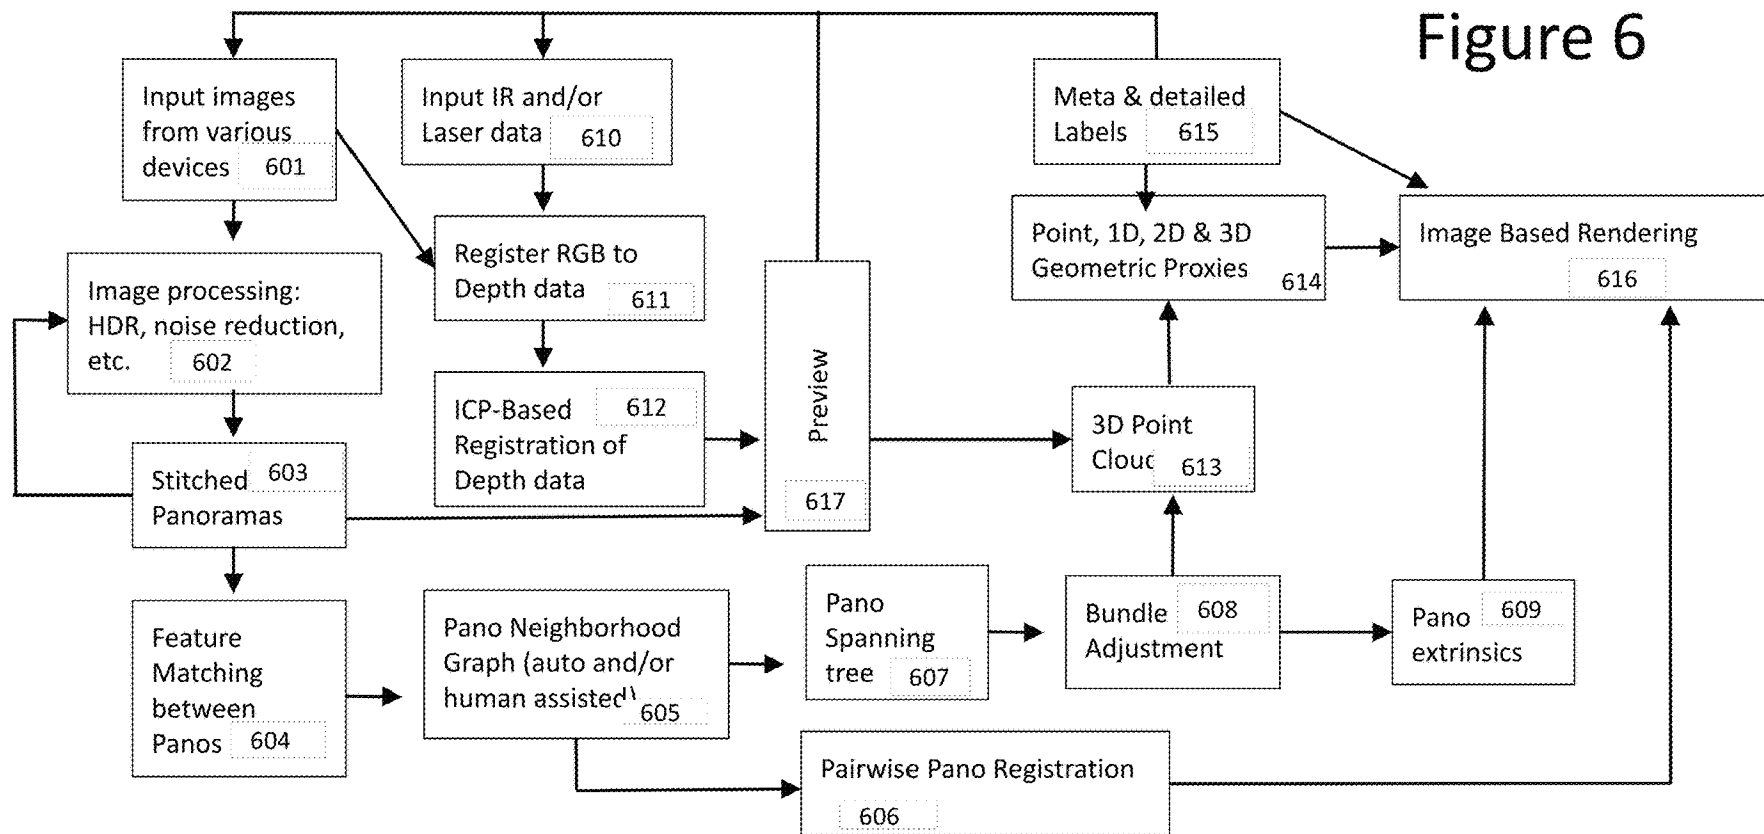 Figure 6
Input images
from various
devices 601
Input IR and/or
Laser data 610
Meta & detailed
Labels 615
Register RGB to
Depth data 611
Point, 1D, 2D & 3D
Geometric Proxies 614
Image Based Rendering
616
Image processing:
HDR, noise reduction,
etc. 602
ICP-Based 612
Registration of
Depth data
Preview
617
3D Point
Cloud 613
Stitched 603
Panoramas
Feature
Matching
between
Panos 604
Pano Neighborhood
Graph (auto and/or
human assisted) 605
Pano
Spanning
tree 607
Bundle 608
Adjustment
609
Pano
extrinsics
Pairwise Pano Registration
606